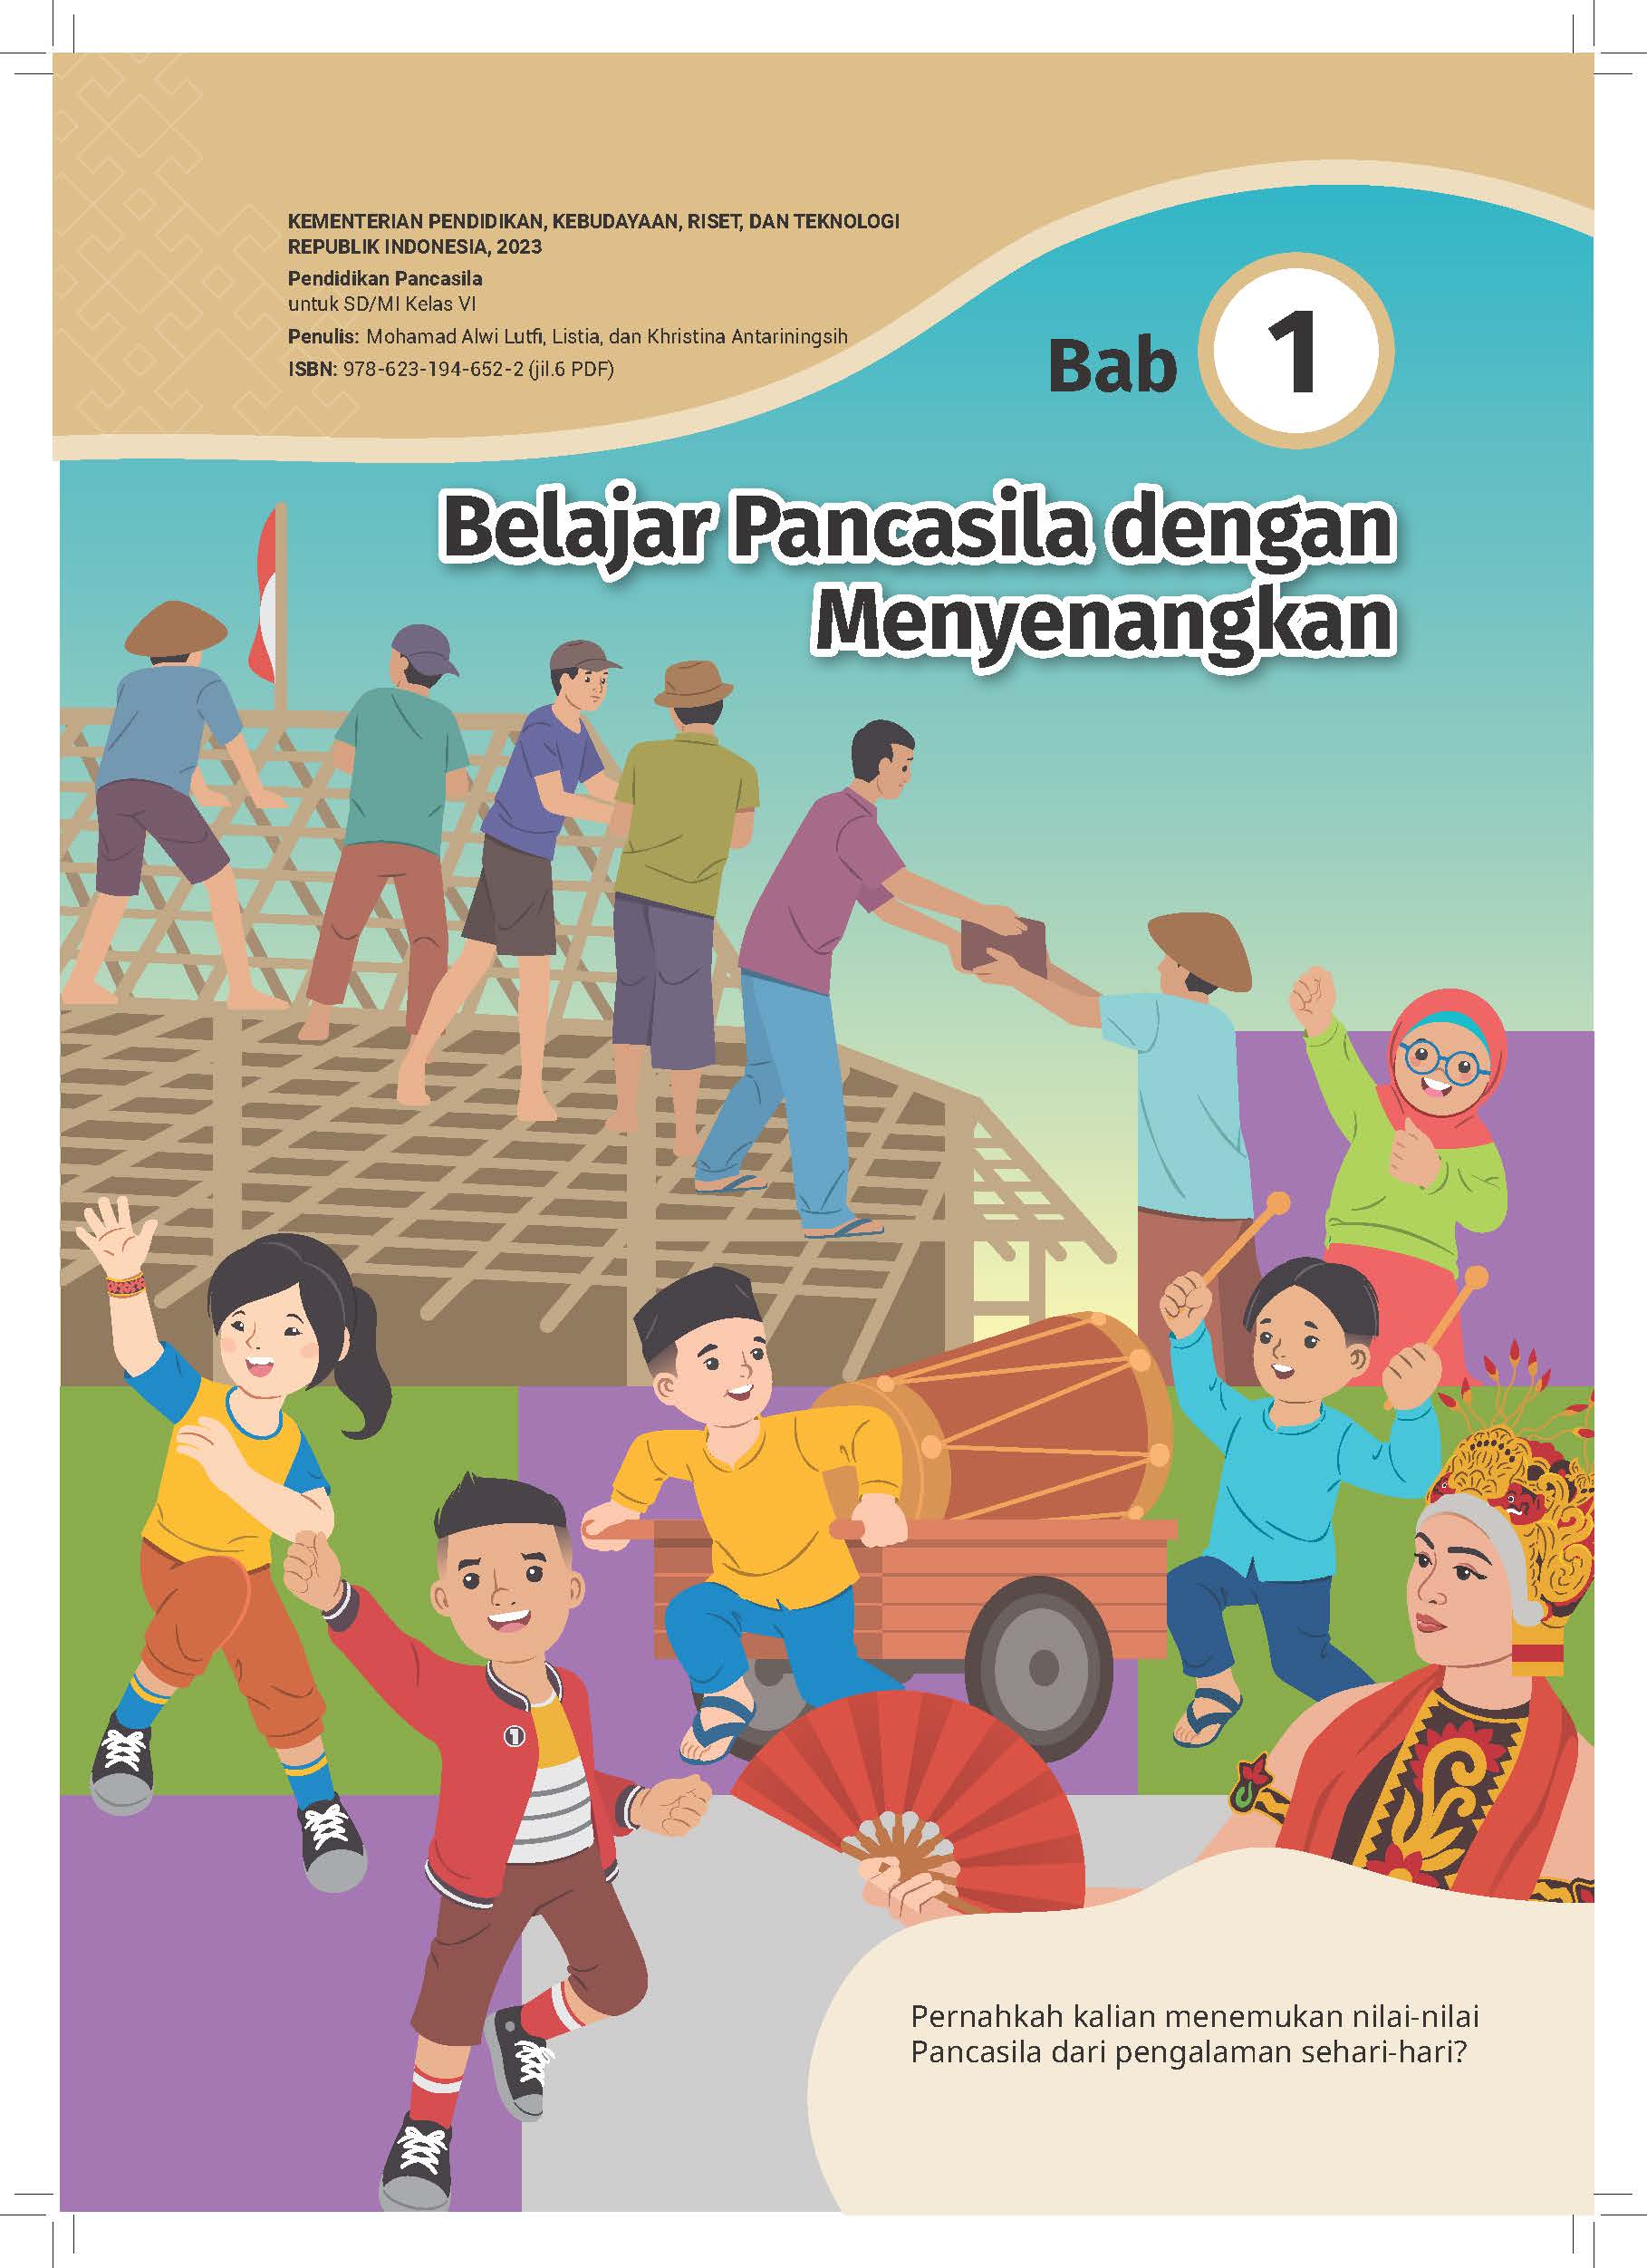 KEMENTERIAN PENDIDIKAN, KEBUDAYAAN, RISET, DAN TEKNOLOGI
REPUBLIK INDONESIA, 2023
Pendidikan Pancasila
untuk SD/MI Kelas VI
Penulis: Mohamad Alwi Lutfi, Listia, dan Khristina Antariningsih
ISBN: 978-623-194-652-2 (jil.6 PDF)
Bab 1
Belajar Pancasila dengan
Menyenangkan
1
Pernahkah kalian menemukan nilai-nilai
Pancasila dari pengalaman sehari-hari?